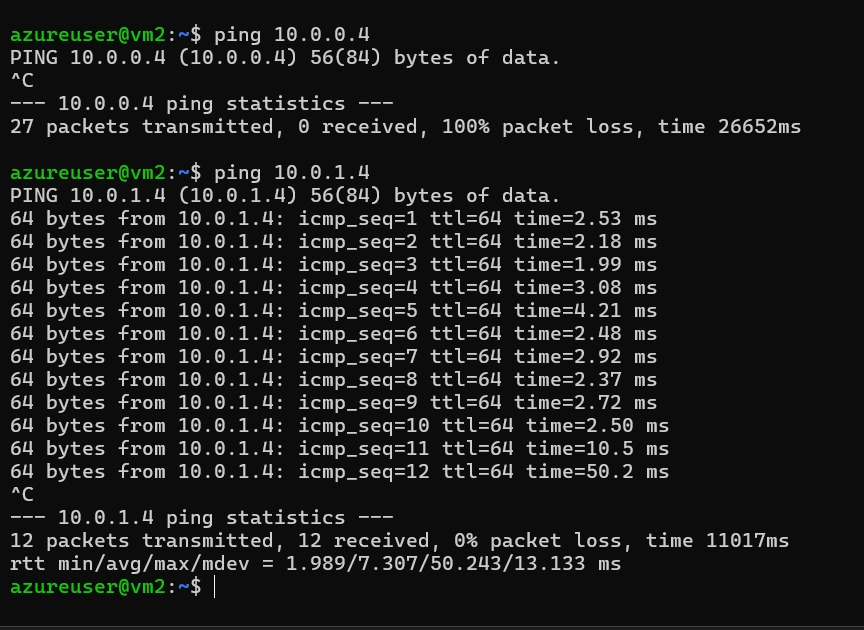 azureuser@vm2:~$ ping 10.0.0.4
PING 10.0.0.4 (10.0.0.4) 56(84) bytes of data.
^C
--- 10.0.0.4 ping statistics ---
27 packets transmitted, 0 received, 100% packet loss, time 26652ms
azureuser@vm2:~$ ping 10.0.1.4
PING 10.0.1.4 (10.0.1.4) 56(84) bytes of data.
64 bytes from 10.0.1.4: icmp_seq=1 ttl=64 time=2.53 ms
64 bytes from 10.0.1.4: icmp_seq=2 ttl=64 time=2.18 ms
64 bytes from 10.0.1.4: icmp_seq=3 ttl=64 time=1.99 ms
64 bytes from 10.0.1.4: icmp_seq=4 ttl=64 time=3.08 ms
64 bytes from 10.0.1.4: icmp_seq=5 ttl=64 time=4.21 ms
64 bytes from 10.0.1.4: icmp_seq=6 ttl=64 time=2.48 ms
64 bytes from 10.0.1.4: icmp_seq=7 ttl=64 time=2.92 ms
64 bytes from 10.0.1.4: icmp_seq=8 ttl=64 time=2.37 ms
64 bytes from 10.0.1.4: icmp_seq=9 ttl=64 time=2.72 ms
64 bytes from 10.0.1.4: icmp_seq=10 ttl=64 time=2.50 ms
64 bytes from 10.0.1.4: icmp_seq=11 ttl=64 time=10.5 ms
64 bytes from 10.0.1.4: icmp_seq=12 ttl=64 time=50.2 ms
^C
--- 10.0.1.4 ping statistics ---
12 packets transmitted, 12 received, 0% packet loss, time 11017ms
rtt min/avg/max/mdev = 1.989/7.307/50.243/13.133 ms
azureuser@vm2:~$